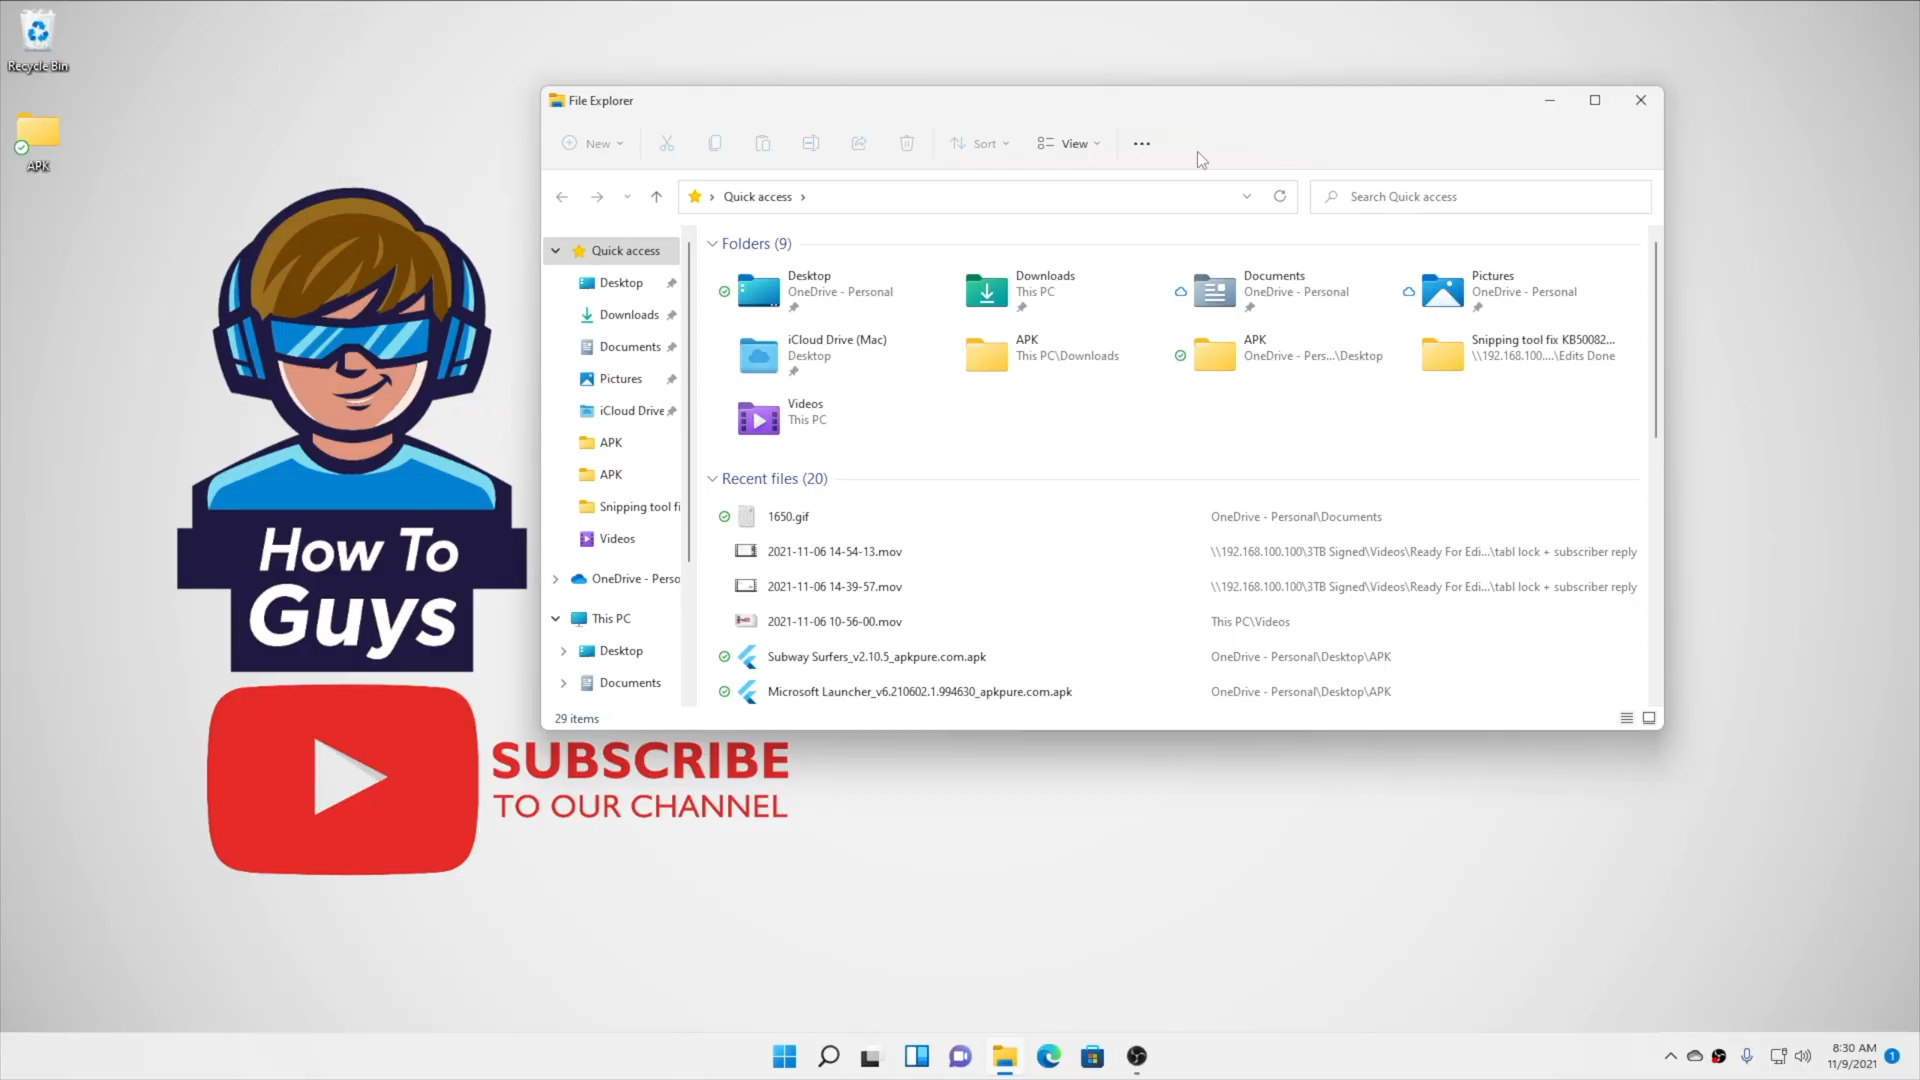 Recycle Bin
APK
How To
Guys
SUBSCRIBE
TO OUR CHANNEL
File Explorer
New
Sort
View
Quick access
Search Quick access
Quick access
Desktop
Downloads
Documents
Pictures
iCloud Drive
APK
APK
Snipping tool fi
Videos
OneDrive - Perso
This PC
Desktop
Documents
Folders (9)
Desktop
OneDrive - Personal
Downloads
This PC
Documents
OneDrive - Personal
Pictures
OneDrive - Personal
iCloud Drive (Mac)
Desktop
APK
This PC\Downloads
APK
OneDrive - Pers...\Desktop
Snipping tool fix KB50082...
\\192.168.100....\Edits Done
Videos
This PC
Recent files (20)
1650.gif OneDrive - Personal\Documents
2021-11-06 14-54-13.mov \\192.168.100.100\3TB Signed\Videos\Ready For Edi...\tabl lock + subscriber reply
2021-11-06 14-39-57.mov \\192.168.100.100\3TB Signed\Videos\Ready For Edi...\tabl lock + subscriber reply
2021-11-06 10-56-00.mov This PC\Videos
Subway Surfers_v2.10.5_apkpure.com.apk OneDrive - Personal\Desktop\APK
Microsoft Launcher_v6.210602.1.994630_apkpure.com.apk OneDrive - Personal\Desktop\APK
29 items
8:30 AM
11/9/2021
1